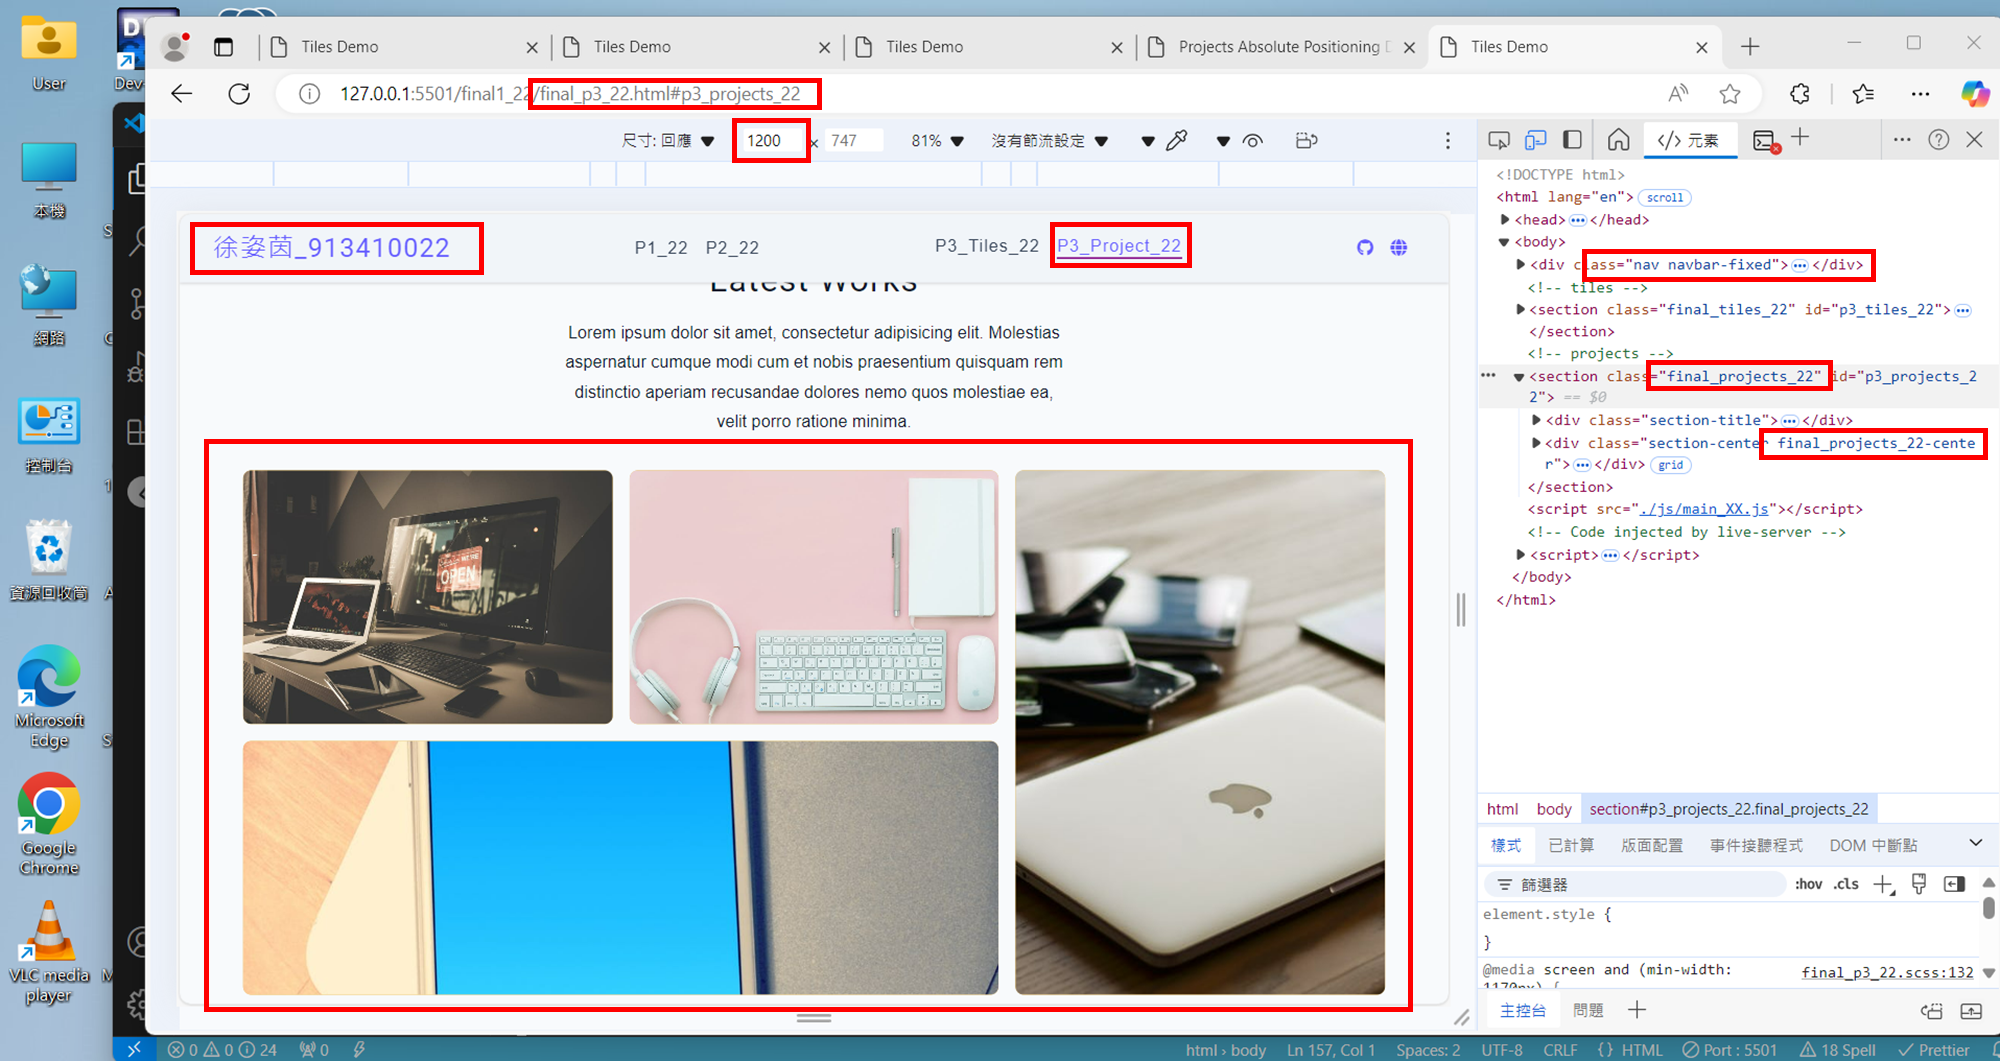 User
Dev-
本機
網路
控制台
資源回收筒
Microsoft
Edge
Google
Chrome
VLC media
player
Tiles Demo
Tiles Demo
Tiles Demo
Projects Absolute Positioning D
Tiles Demo
127.0.0.1:5501/final1_22/final_p3_22.html#p3_projects_22
尺寸: 回應
1200
×
747
81%
沒有節流設定
徐姿茵_913410022
P1_22
P2_22
P3_Tiles_22
P3_Project_22
Latest Works
Lorem ipsum dolor sit amet, consectetur adipisicing elit. Molestias
aspernatur cumque modi cum et nobis praesentium quisquam rem
distinctio aperiam recusandae dolores nemo quos molestiae ea,
velit porro ratione minima.
OPEN
元素
<!DOCTYPE html>
<html lang="en"> scroll
<head> ••• </head>
<body>
<div class="nav navbar-fixed"> ••• </div>
<!-- tiles -->
<section class="final_tiles_22" id="p3_tiles_22"> •••
</section>
<!-- projects -->
<section class="final_projects_22" id="p3_projects_2
2"> == $0
<div class="section-title"> ••• </div>
<div class="section-center final_projects_22-cente
r"> ••• </div> grid
</section>
<script src="./js/main_XX.js"></script>
<!-- Code injected by live-server -->
<script> ••• </script>
</body>
</html>
html
body
section#p3_projects_22.final_projects_22
樣式
已計算
版面配置
事件接聽程式
DOM 中斷點
篩選器
:hov
.cls
element.style {
}
@media screen and (min-width:
final_p3_22.scss:132
1170px) {
主控台
問題
0
0
24
0
html › body
Ln 157, Col 1
Spaces: 2
UTF-8
CRLF
{} HTML
Port : 5501
18 Spell
Prettier